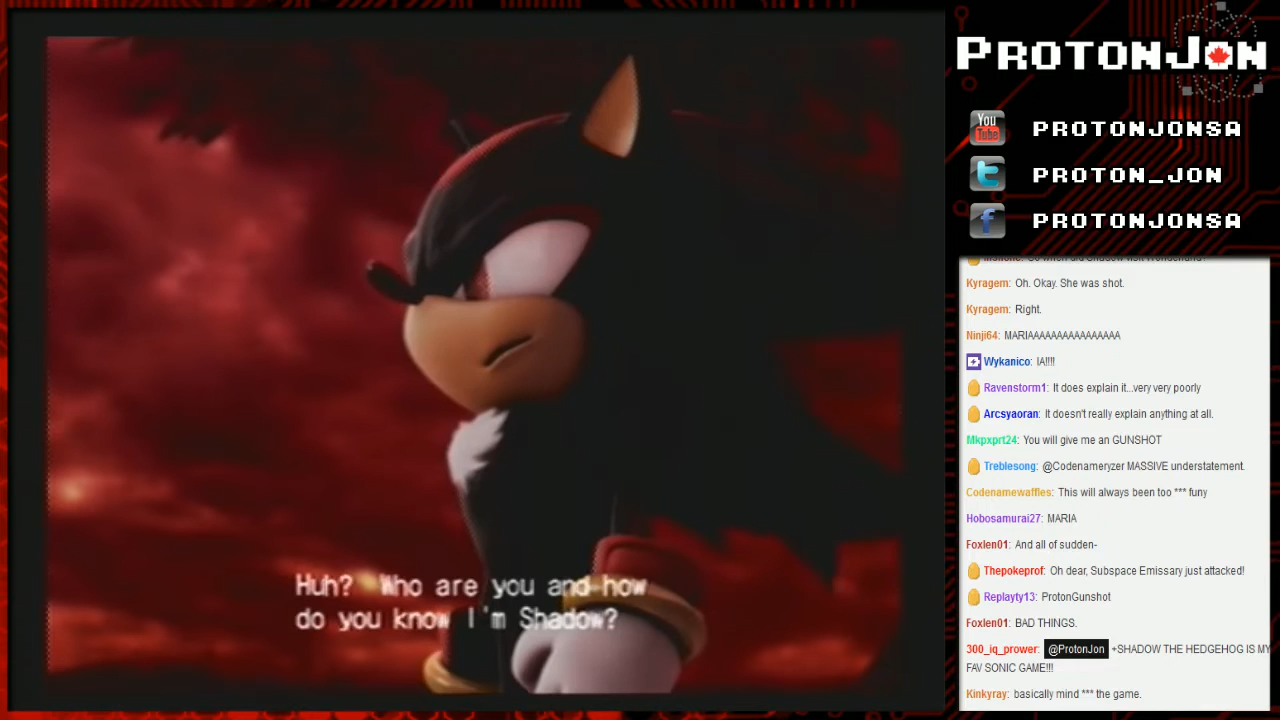 PROTONJON
You Tube PROTONJONSA
t PROTON_JON
f PROTONJONSA
Kyragem: Oh. Okay. She was shot.
Kyragem: Right.
Ninji64: MARIAAAAAAAAAAAAAAAA
Wykanico: IA!!!!
Ravenstorm1: It does explain it...very very poorly
Arcsyaoran: It doesn't really explain anything at all.
Mkpxprt24: You will give me an GUNSHOT
Treblesong: @Codenameryzer MASSIVE understatement.
Codenamewaffles: This will always been too *** funy
Hobosamurai27: MARIA
Foxlen01: And all of sudden-
Thepokeprof: Oh dear, Subspace Emissary just attacked!
Replayty13: ProtonGunshot
Foxlen01: BAD THINGS.
300_iq_prower: @ProtonJon +SHADOW THE HEDGEHOG IS MY
FAV SONIC GAME!!!
Kinkyray: basically mind *** the game.
Huh? Who are you and how
do you know I'm Shadow?